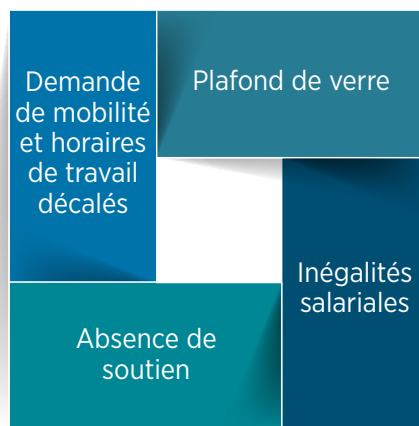 Demande
de mobilité
et horaires
de travail
décalés
Plafond de verre
Inégalités
salariales
Absence de
soutien